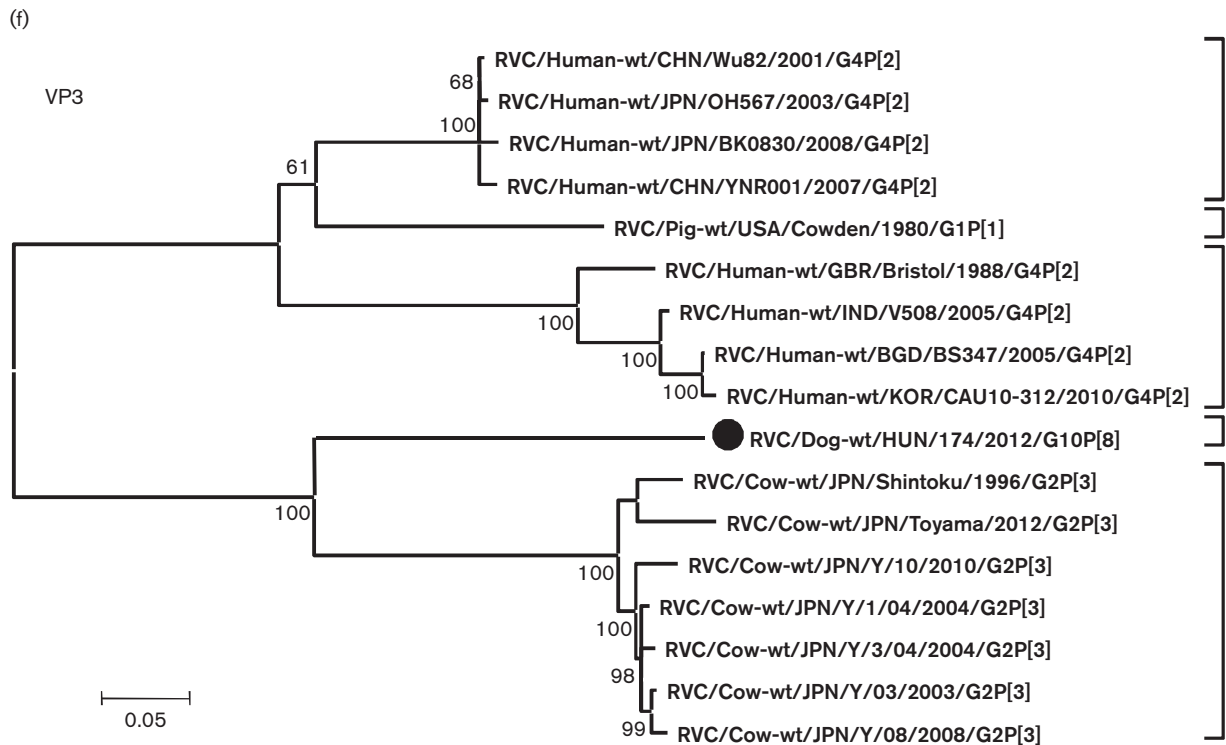 (f)
VP3
RVC/Human-wt/CHN/Wu82/2001/G4P[2]
68
RVC/Human-wt/JPN/OH567/2003/G4P[2]
100
RVC/Human-wt/JPN/BK0830/2008/G4P[2]
61
RVC/Human-wt/CHN/YNR001/2007/G4P[2]
RVC/Pig-wt/USA/Cowden/1980/G1P[1]
RVC/Human-wt/GBR/Bristol/1988/G4P[2]
100
RVC/Human-wt/IND/V508/2005/G4P[2]
100
RVC/Human-wt/BGD/BS347/2005/G4P[2]
100
RVC/Human-wt/KOR/CAU10-312/2010/G4P[2]
RVC/Dog-wt/HUN/174/2012/G10P[8]
100
RVC/Cow-wt/JPN/Shintoku/1996/G2P[3]
RVC/Cow-wt/JPN/Toyama/2012/G2P[3]
100
RVC/Cow-wt/JPN/Y/10/2010/G2P[3]
RVC/Cow-wt/JPN/Y/1/04/2004/G2P[3]
100
RVC/Cow-wt/JPN/Y/3/04/2004/G2P[3]
98
RVC/Cow-wt/JPN/Y/03/2003/G2P[3]
99
RVC/Cow-wt/JPN/Y/08/2008/G2P[3]
0.05